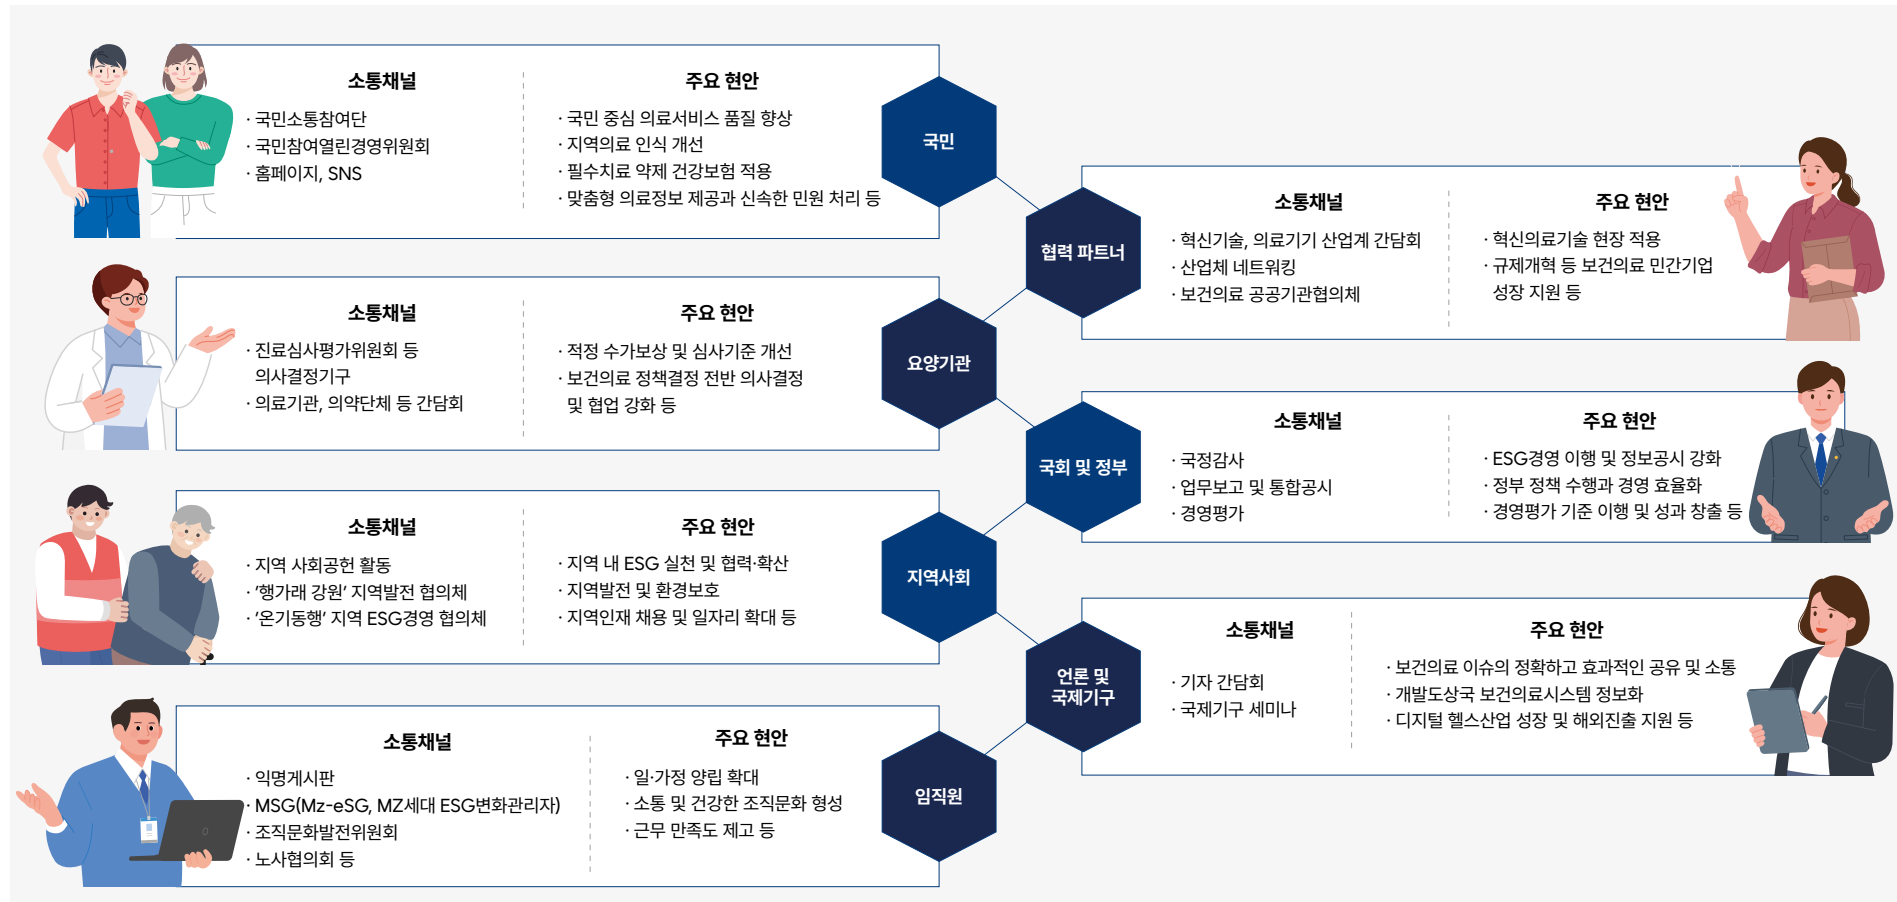 소통채널
· 국민소통참여단
· 국민참여열린경영위원회
· 홈페이지, SNS
주요 현안
· 국민 중심 의료서비스 품질 향상
· 지역의료 인식 개선
· 필수치료 약제 건강보험 적용
· 맞춤형 의료정보 제공과 신속한 민원 처리 등
국민
협력 파트너
소통채널
· 혁신기술, 의료기기 산업계 간담회
· 산업체 네트워킹
· 보건의료 공공기관협의체
주요 현안
· 혁신의료기술 현장 적용
· 규제개혁 등 보건의료 민간기업
성장 지원 등
소통채널
· 진료심사평가위원회 등
의사결정기구
· 의료기관, 의약단체 등 간담회
주요 현안
· 적정 수가보상 및 심사기준 개선
· 보건의료 정책결정 전반 의사결정
및 협업 강화 등
요양기관
국회 및 정부
소통채널
· 국정감사
· 업무보고 및 통합공시
· 경영평가
주요 현안
· ESG경영 이행 및 정보공시 강화
· 정부 정책 수행과 경영 효율화
· 경영평가 기준 이행 및 성과 창출 등
소통채널
· 지역 사회공헌 활동
· ‘행가래 강원’ 지역발전 협의체
· ‘온기동행’ 지역 ESG경영 협의체
주요 현안
· 지역 내 ESG 실천 및 협력·확산
· 지역발전 및 환경보호
· 지역인재 채용 및 일자리 확대 등
지역사회
언론 및
국제기구
소통채널
· 기자 간담회
· 국제기구 세미나
주요 현안
· 보건의료 이슈의 정확하고 효과적인 공유 및 소통
· 개발도상국 보건의료시스템 정보화
· 디지털 헬스산업 성장 및 해외진출 지원 등
소통채널
· 익명게시판
· MSG(Mz-eSG, MZ세대 ESG변화관리자)
· 조직문화발전위원회
· 노사협의회 등
주요 현안
· 일·가정 양립 확대
· 소통 및 건강한 조직문화 형성
· 근무 만족도 제고 등
임직원